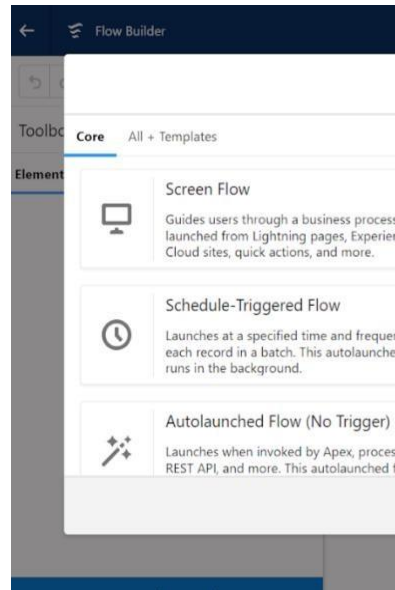 Flow Builder
Toolbo
Core All + Templates
Element
Screen Flow
Guides users through a business process
launched from Lightning pages, Experien
Cloud sites, quick actions, and more.
Schedule-Triggered Flow
Launches at a specified time and frequen
each record in a batch. This autolaunche
runs in the background.
Autolaunched Flow (No Trigger)
Launches when invoked by Apex, proces
REST API, and more. This autolaunched f